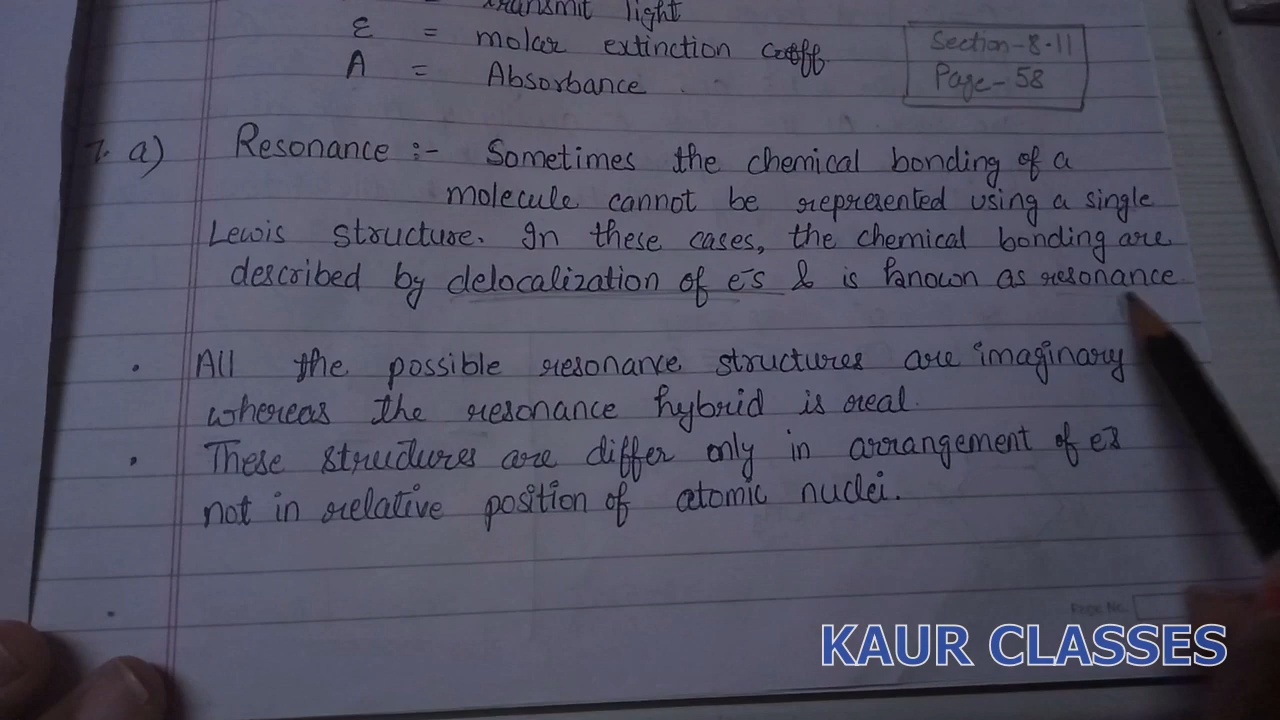 transmit light
ε = molar extinction coeff
A = Absorbance
Section-8.11
Page-58
7. a) Resonance :- Sometimes the chemical bonding of a
molecule cannot be represented using a single
Lewis structure. In these cases, the chemical bonding are
described by delocalization of e⁻s & is known as resonance
. All the possible resonance structures are imaginary
whereas the resonance hybrid is real.
. These structures are differ only in arrangement of e⁻s
not in relative position of atomic nuclei.
.
Page No.
KAUR CLASSES